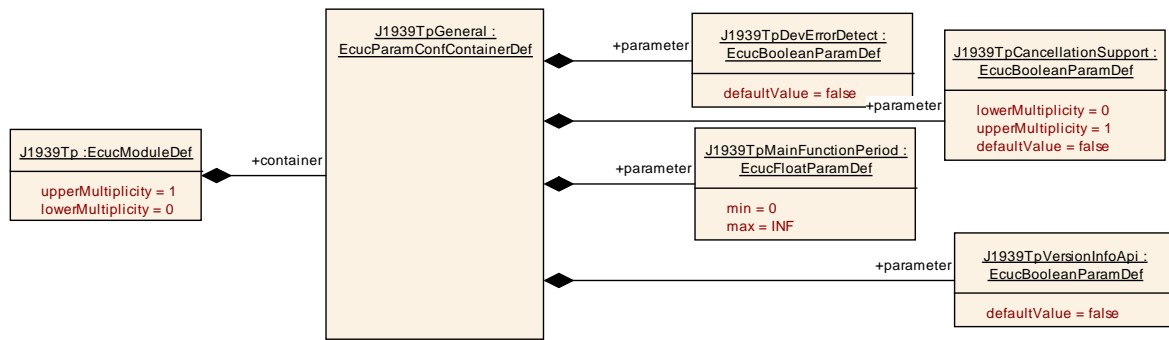 J1939TpGeneral :
EcucParamConfContainerDef
+parameter
J1939TpDevErrorDetect :
EcucBooleanParamDef
defaultValue = false
J1939TpCancellationSupport :
EcucBooleanParamDef
+parameter
lowerMultiplicity = 0
upperMultiplicity = 1
defaultValue = false
J1939Tp :EcucModuleDef
upperMultiplicity = 1
lowerMultiplicity = 0
+container
+parameter
J1939TpMainFunctionPeriod :
EcucFloatParamDef
min = 0
max = INF
+parameter
J1939TpVersionInfoApi :
EcucBooleanParamDef
defaultValue = false